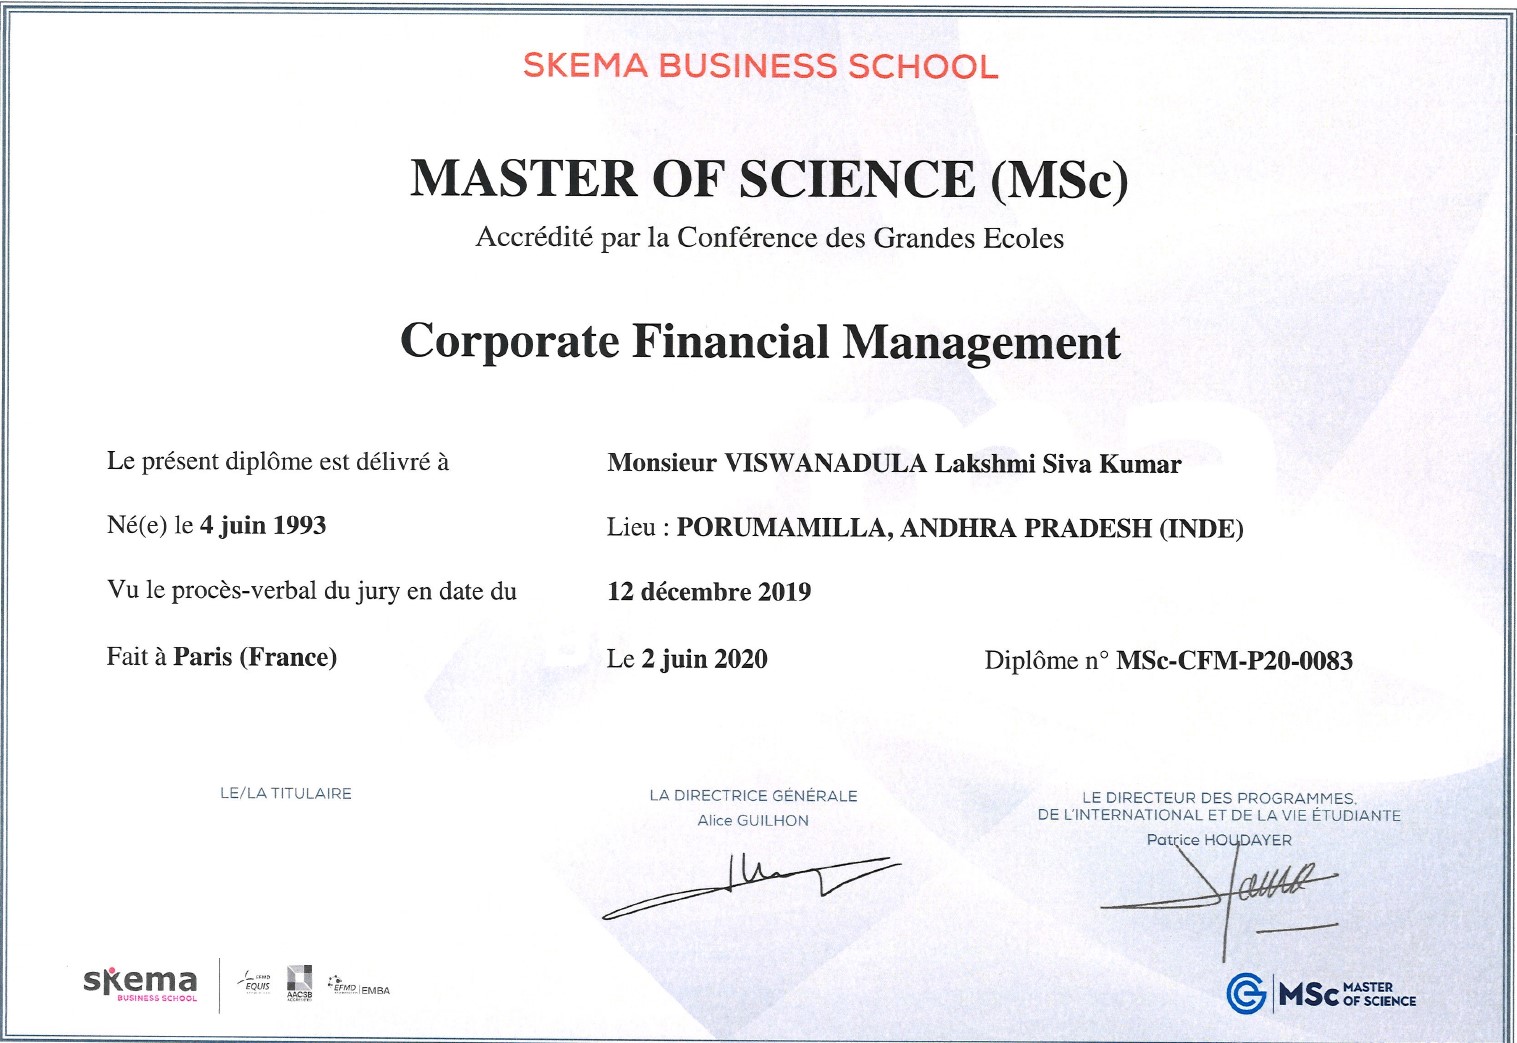 SKEMA BUSINESS SCHOOL
MASTER OF SCIENCE (MSc)
Accrédité par la Conférence des Grandes Ecoles
Corporate Financial Management
Le présent diplôme est délivré à Monsieur VISWANADULA Lakshmi Siva Kumar
Né(e) le 4 juin 1993 Lieu : PORUMAMILLA, ANDHRA PRADESH (INDE)
Vu le procès-verbal du jury en date du 12 décembre 2019
Fait à Paris (France) Le 2 juin 2020 Diplôme n° MSc-CFM-P20-0083
LE/LA TITULAIRE
LA DIRECTRICE GÉNÉRALE
Alice GUILHON
LE DIRECTEUR DES PROGRAMMES,
DE L'INTERNATIONAL ET DE LA VIE ÉTUDIANTE
Patrice HOUDAYER
skema
BUSINESS SCHOOL
EFMD
EQUIS
AACSB
ACCREDITED
EFMD
EMBA
MSc MASTER
OF SCIENCE